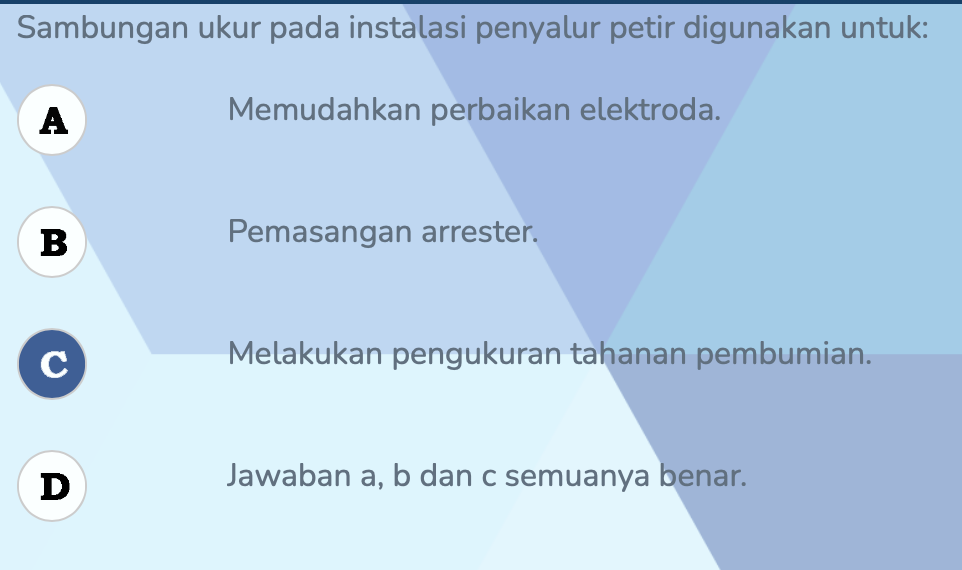 Sambungan ukur pada instalasi penyalur petir digunakan untuk:
A Memudahkan perbaikan elektroda.
B Pemasangan arrester.
C Melakukan pengukuran tahanan pembumian.
D Jawaban a, b dan c semuanya benar.